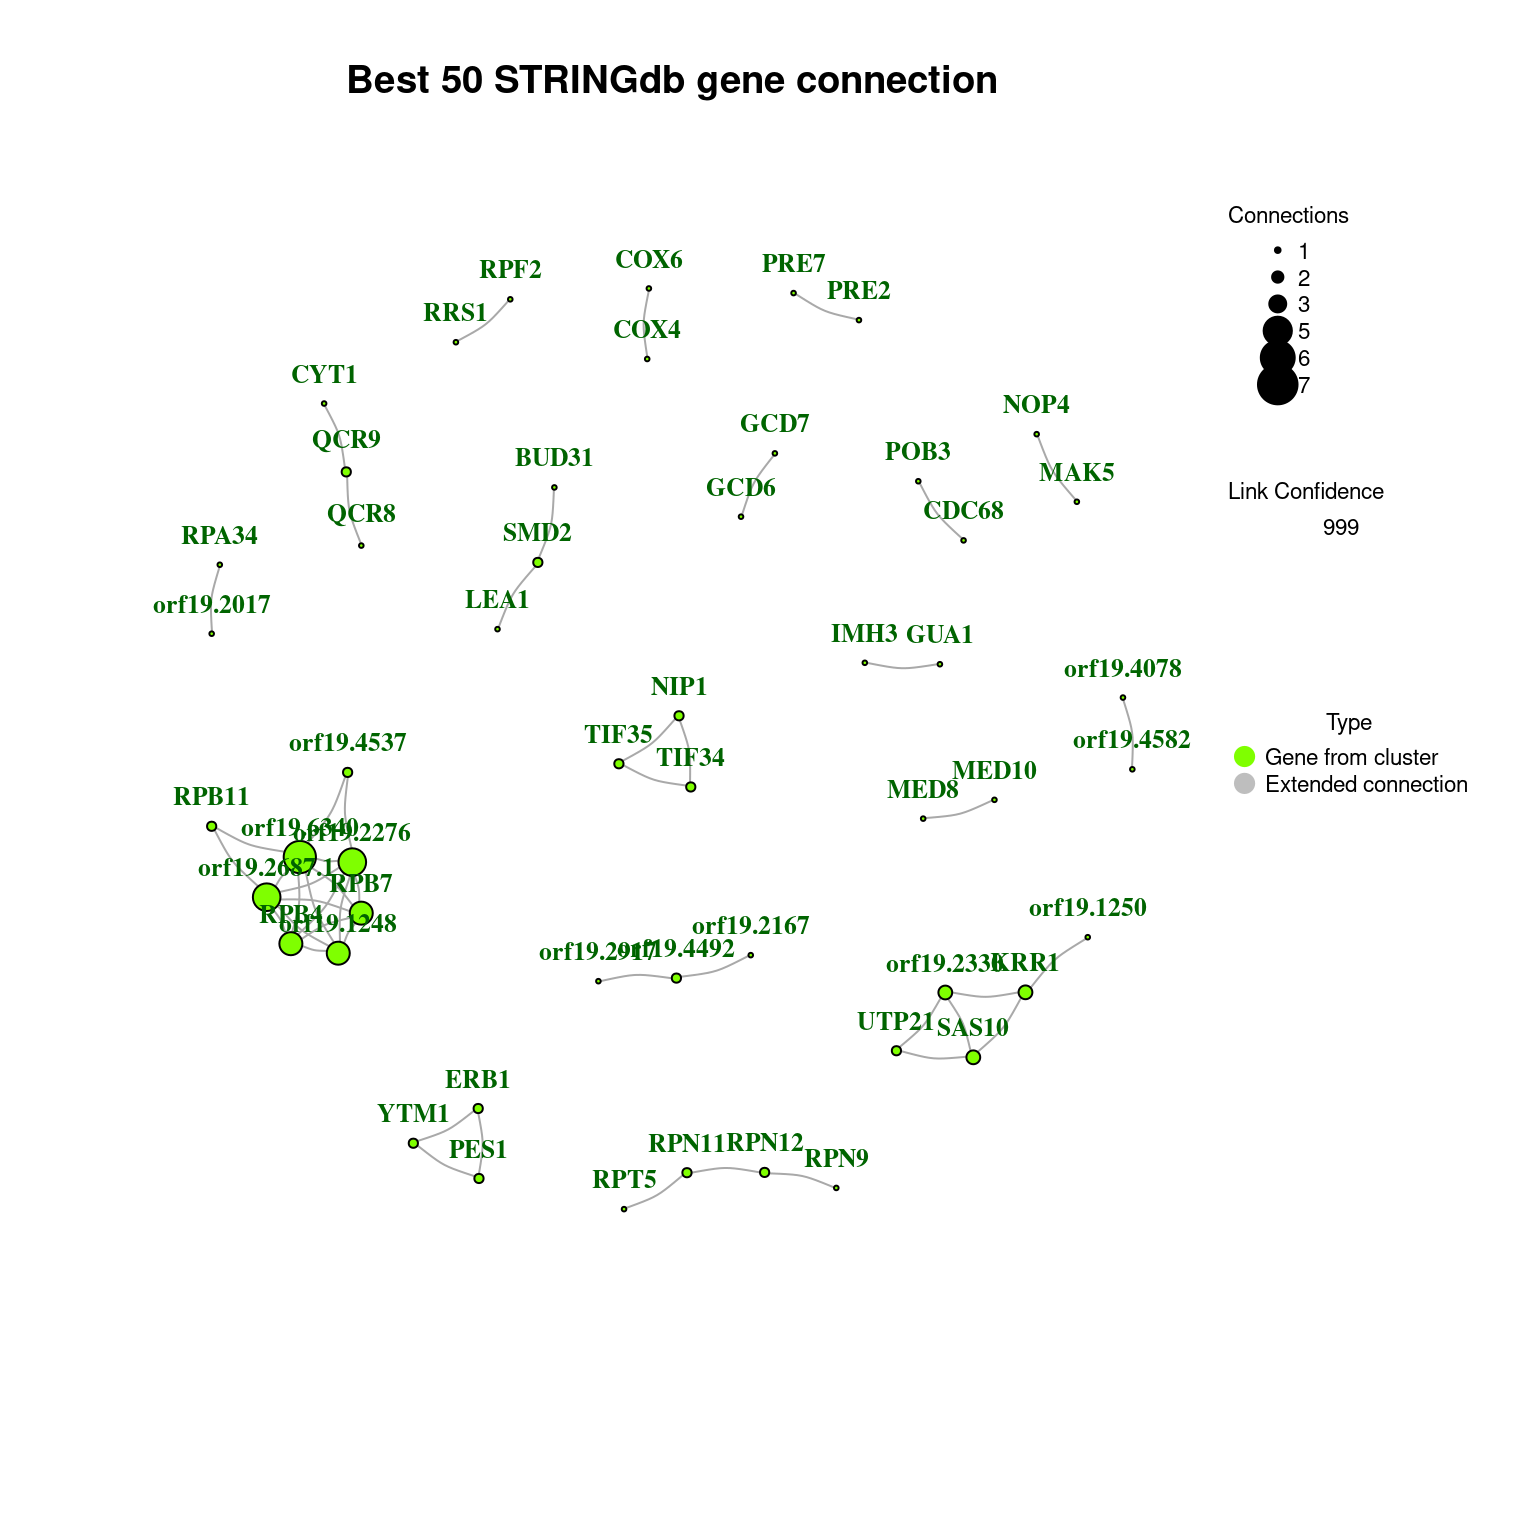 Best 50 STRINGdb gene connection
Connections
1
2
3
5
6
7
Link Confidence
999
Type
Gene from cluster
Extended connection
COX6
PRE7
RPF2
PRE2
RRS1
COX4
CYT1
NOP4
GCD7
QCR9
POB3
BUD31
MAK5
GCD6
CDC68
QCR8
SMD2
RPA34
LEA1
orf19.2017
IMH3
GUA1
orf19.4078
NIP1
TIF35
orf19.4582
orf19.4537
TIF34
MED10
MED8
RPB11
orf19.6340
orf19.2276
orf19.2687.1
RPB7
RPB4
orf19.1248
orf19.1250
orf19.2167
orf19.2917
orf19.4492
orf19.2330
KRR1
UTP21
SAS10
ERB1
YTM1
PES1
RPN11
RPN12
RPN9
RPT5